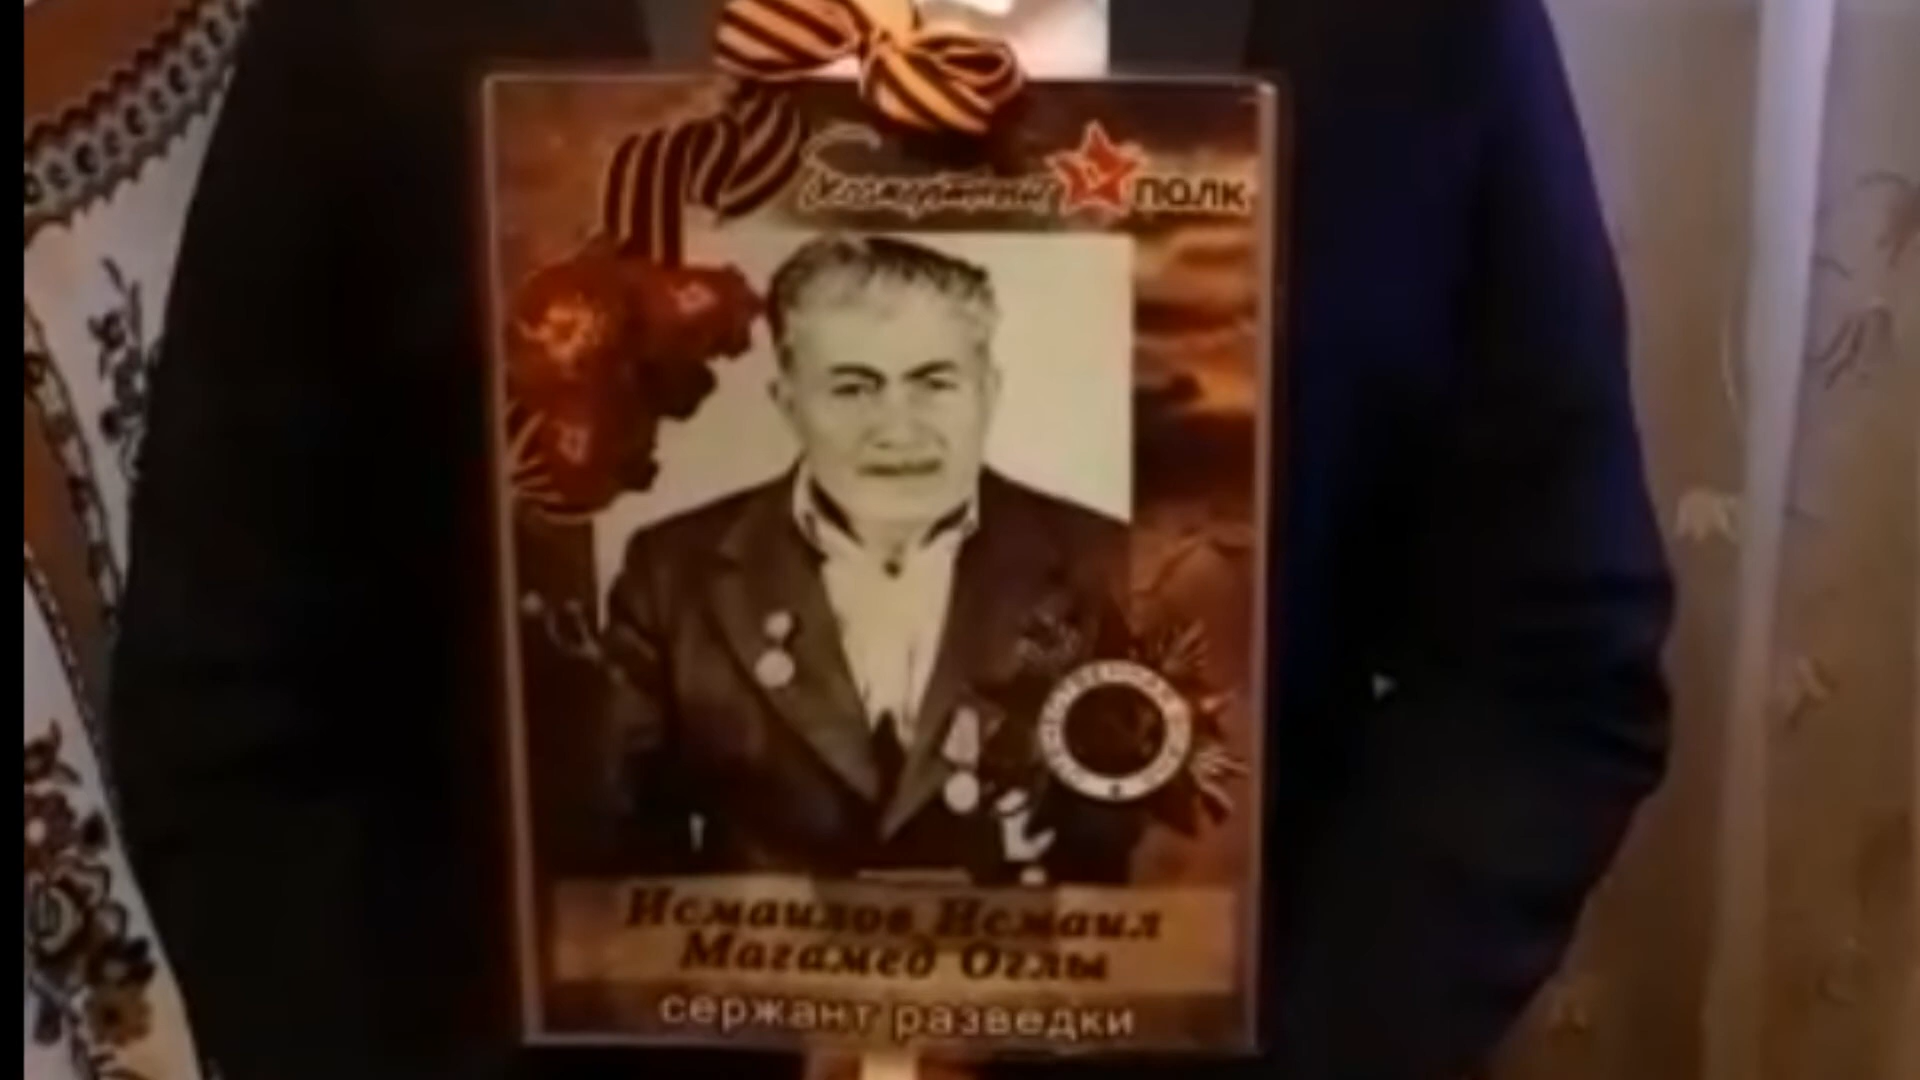 Бессмертный полк
Исмаилов Исмаил
Магамед Оглы
сержант разведки